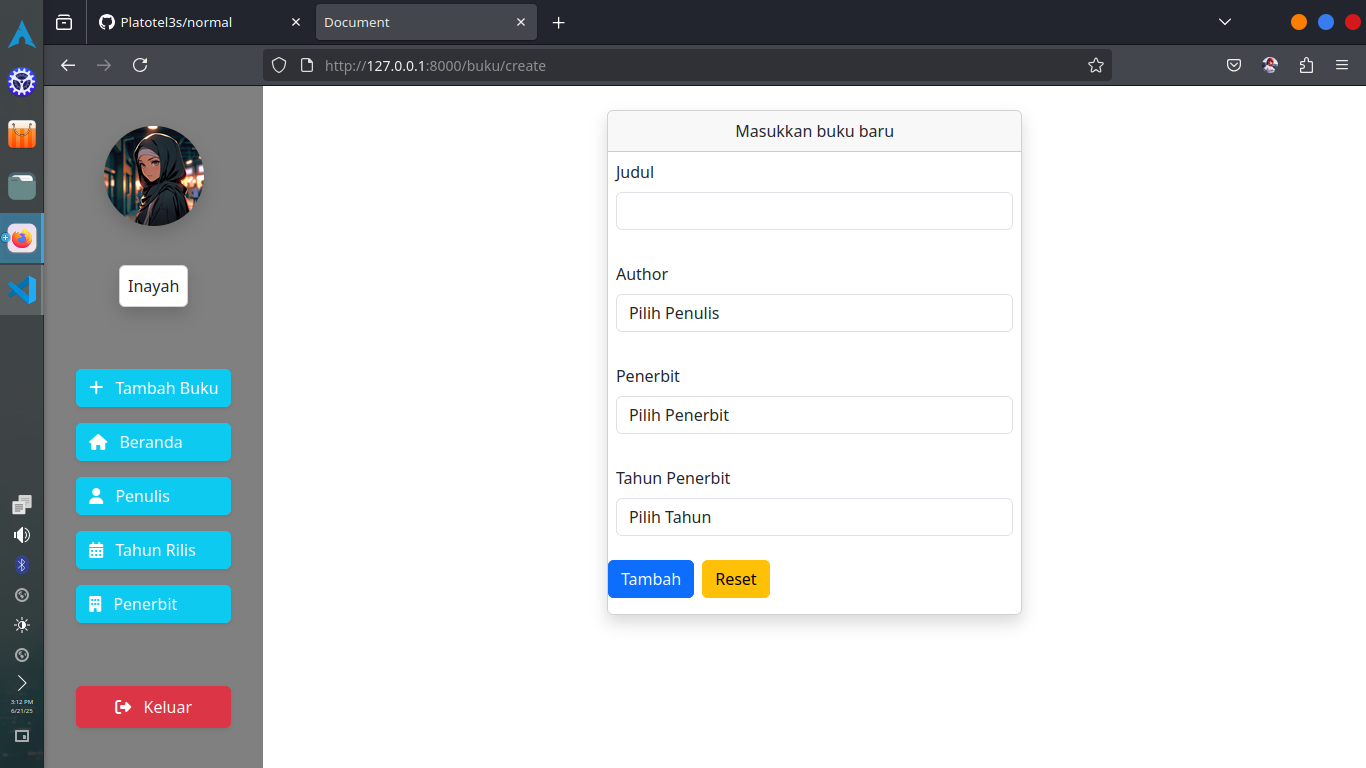 Platotel3s/normal
Document
http://127.0.0.1:8000/buku/create
Inayah
Tambah Buku
Beranda
Penulis
Tahun Rilis
Penerbit
Keluar
Masukkan buku baru
Judul
Author
Pilih Penulis
Penerbit
Pilih Penerbit
Tahun Penerbit
Pilih Tahun
Tambah Reset
3:12 PM
6/21/25